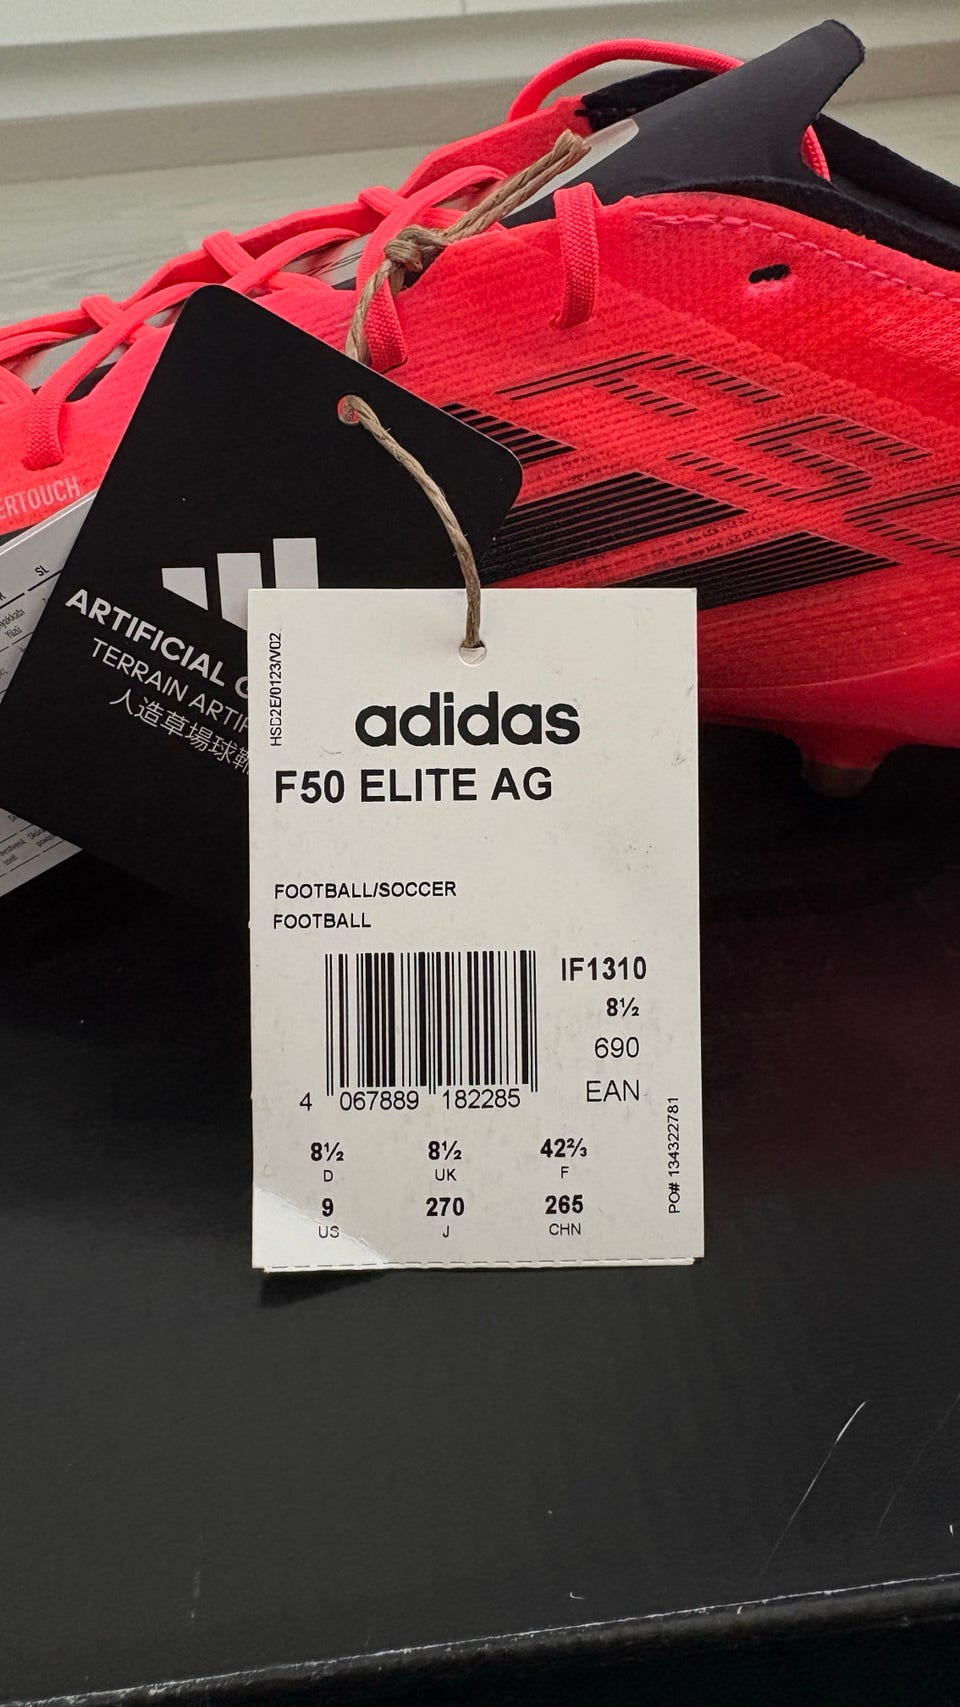 F5
ERTOUCH
SL
ARTIFICIAL G
TERRAIN ARTIF
人造草場球鞋
HSD2E/0123/V02
adidas
F50 ELITE AG
FOOTBALL/SOCCER
FOOTBALL
IF1310
8½
690
EAN
4 067889 182285
8½ 8½ 42⅔
D UK F
9 270 265
US J CHN
PO# 134322781